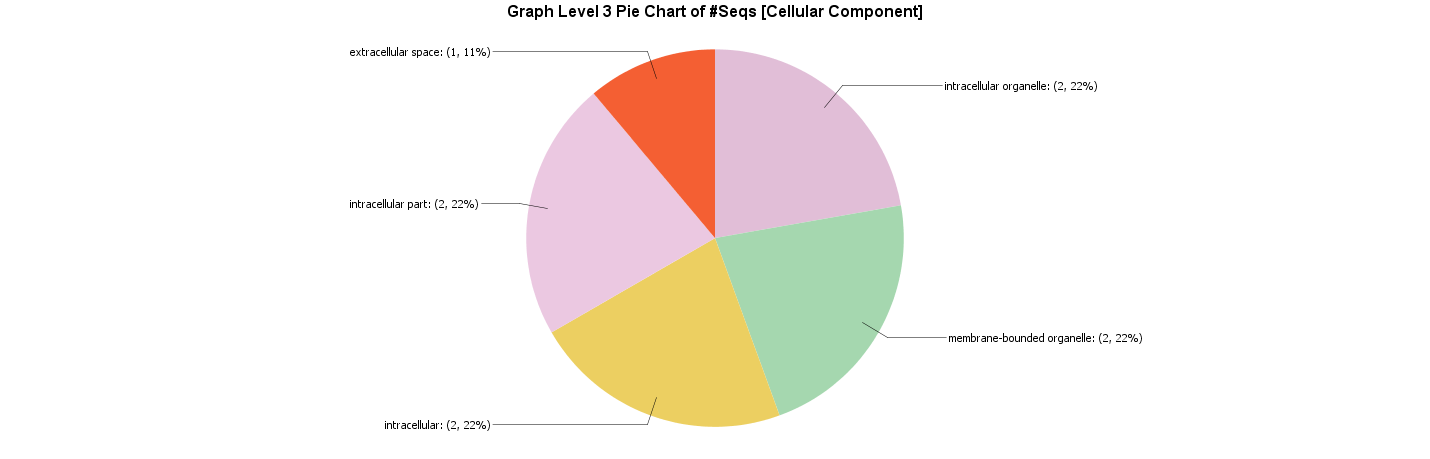 Graph Level 3 Pie Chart of #Seqs [Cellular Component]
extracellular space: (1, 11%)
intracellular organelle: (2, 22%)
intracellular part: (2, 22%)
membrane-bounded organelle: (2, 22%)
intracellular: (2, 22%)